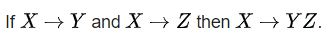 If X → Y and X → Z then X → YZ.